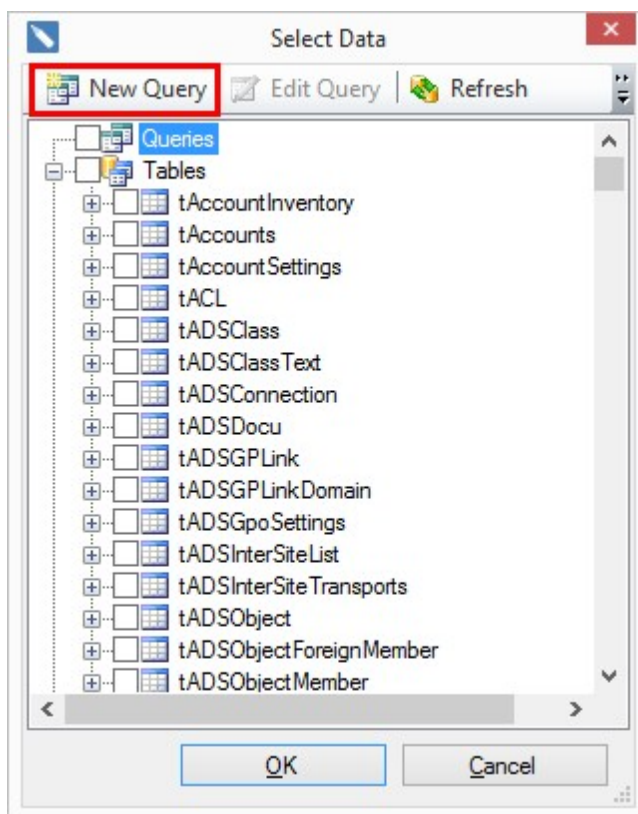 Select Data
New Query Edit Query Refresh
Queries
Tables
tAccountInventory
tAccounts
tAccountSettings
tACL
tADSClass
tADSClassText
tADSConnection
tADSDocu
tADSGPLink
tADSGPLinkDomain
tADSGpoSettings
tADSInterSiteList
tADSInterSiteTransports
tADSObject
tADSObjectForeignMember
tADSObjectMember
OK Cancel